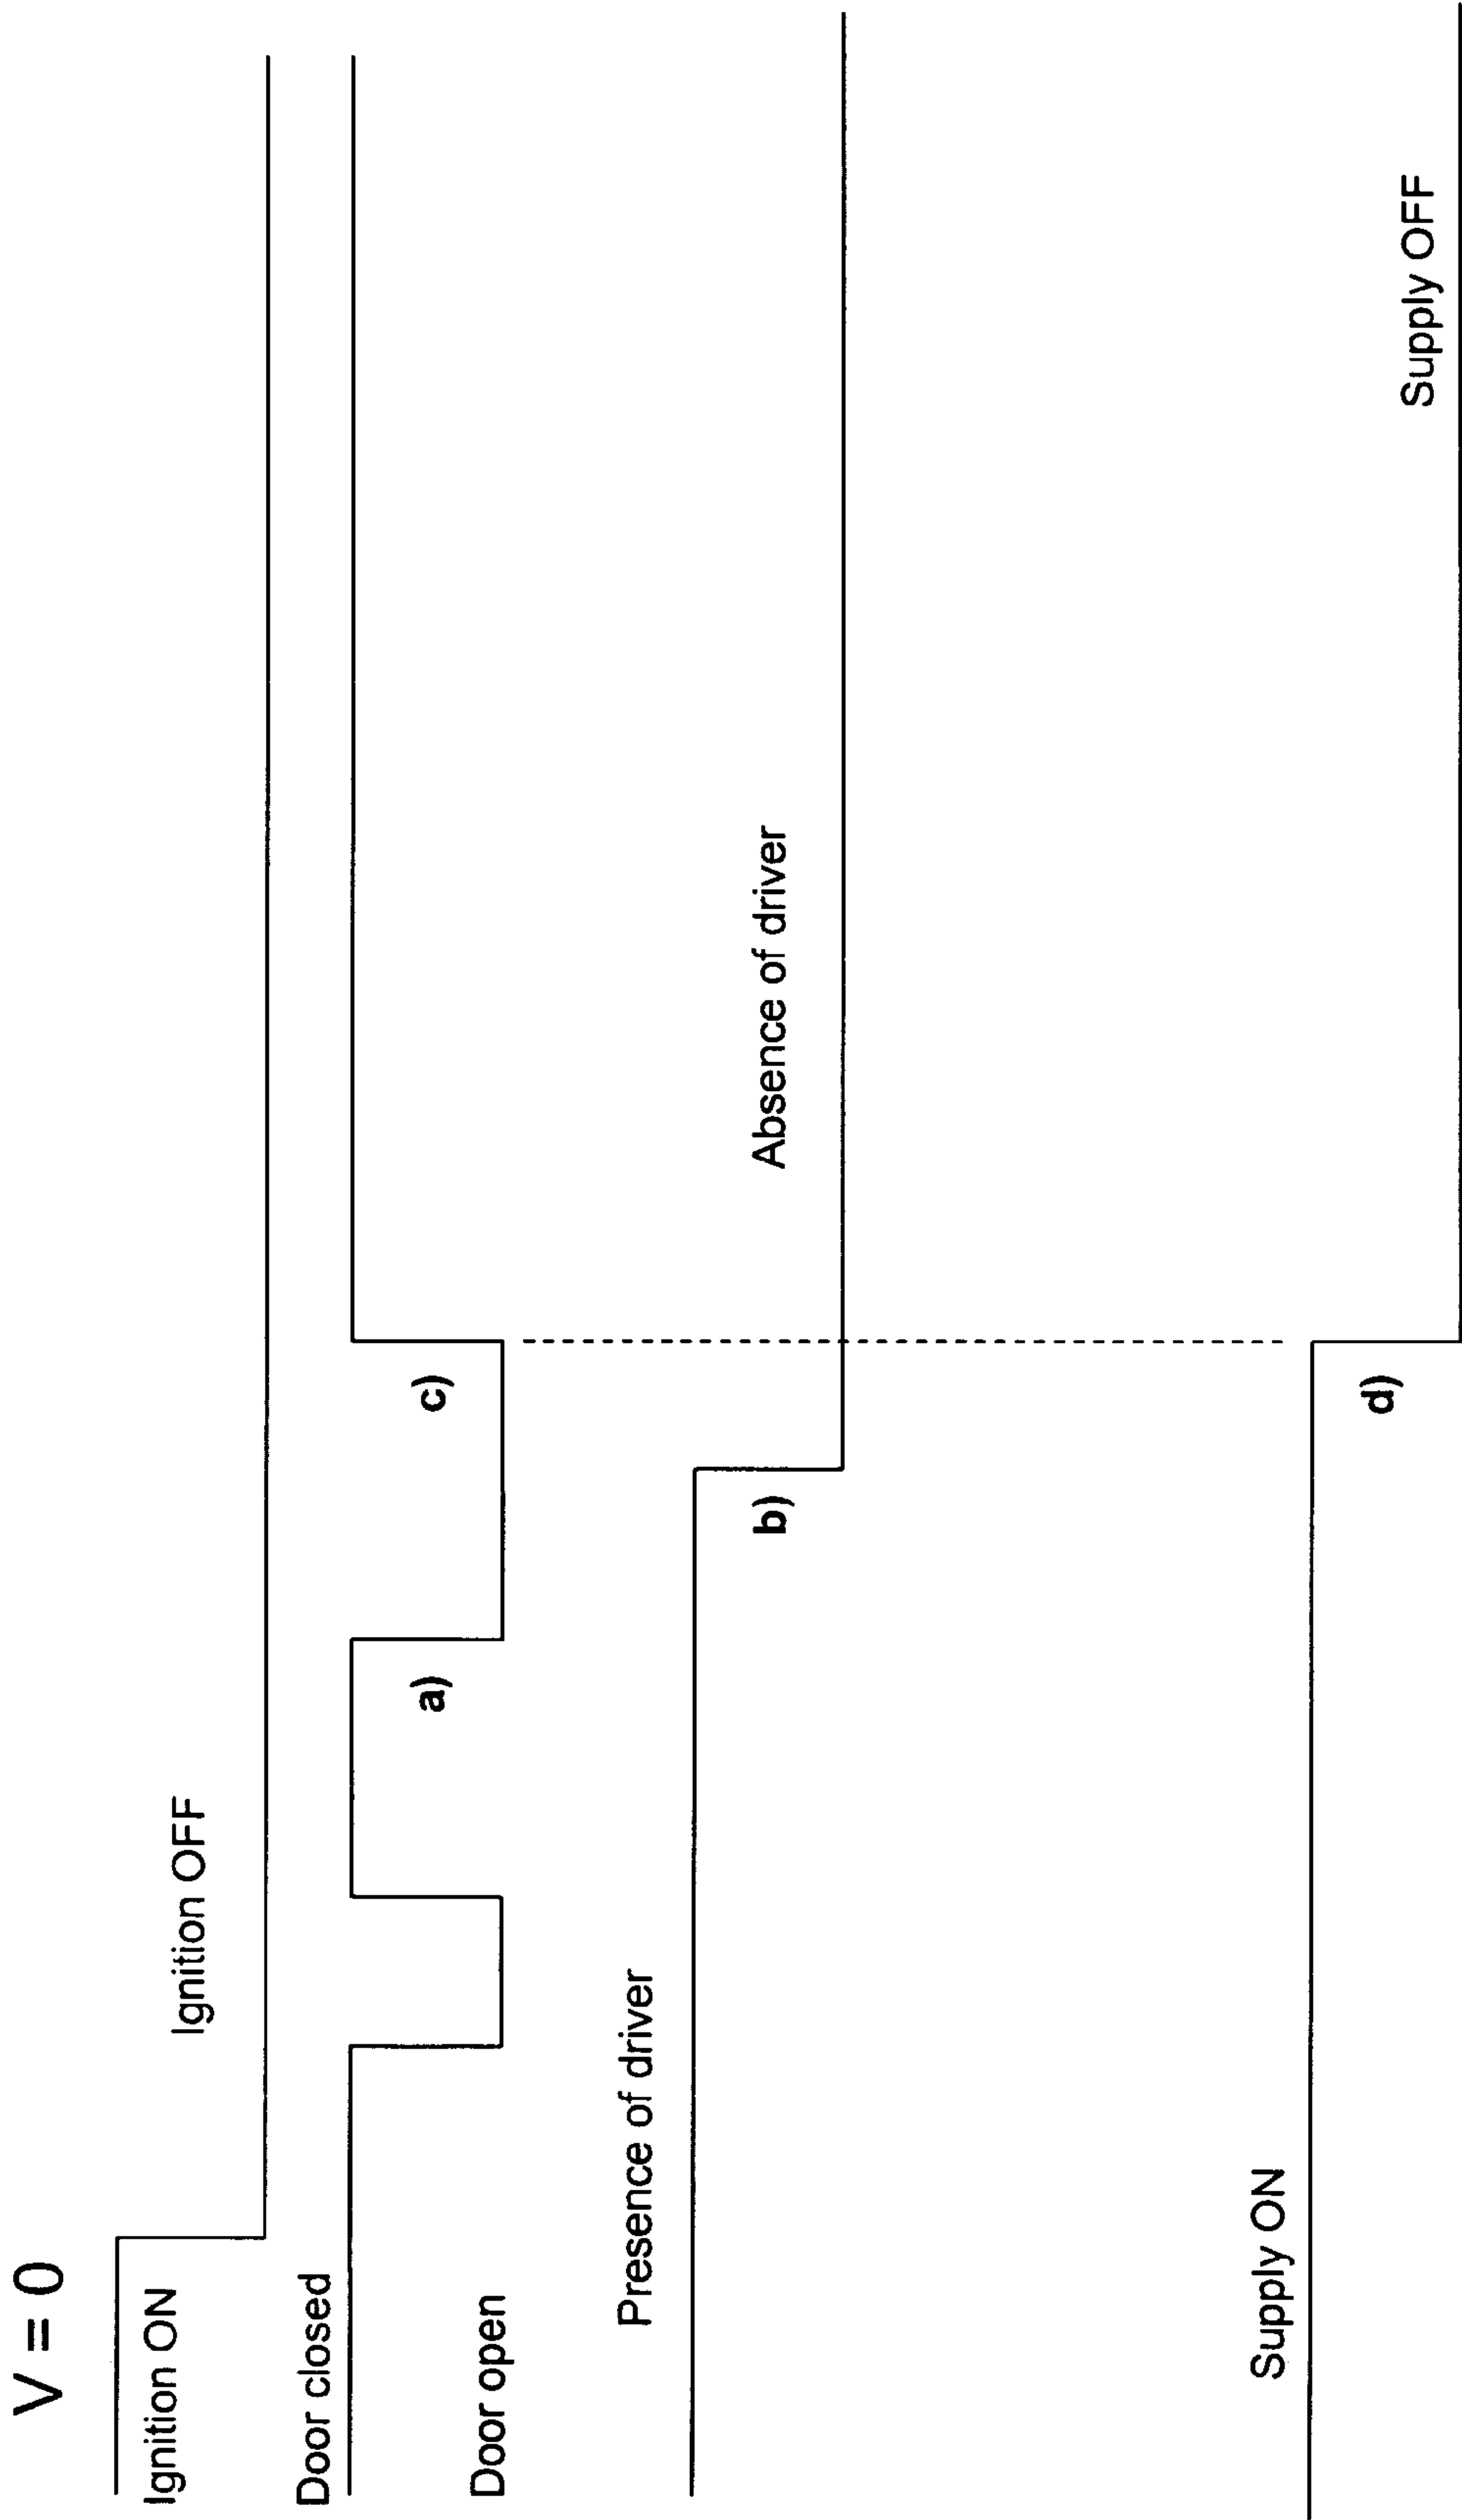 V = 0
Ignition ON
Ignition OFF
Door closed
a)
c)
Door open
Presence of driver
b)
Absence of driver
Supply ON
d)
Supply OFF